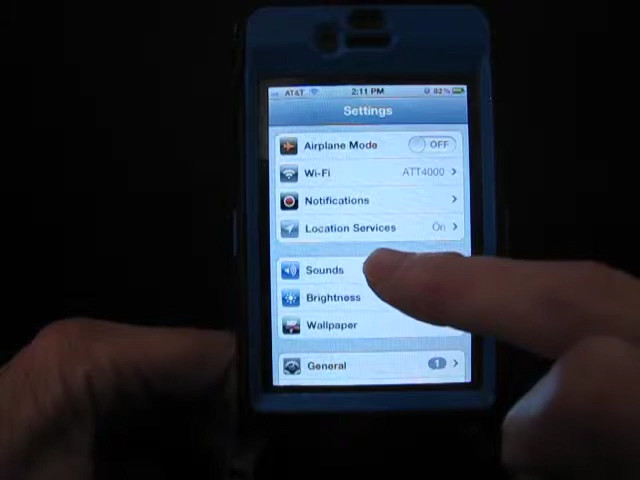 AT&T 2:11 PM 82%
Settings
Airplane Mode OFF
Wi-Fi ATT4000
Notifications
Location Services On
Sounds
Brightness
Wallpaper
General 1